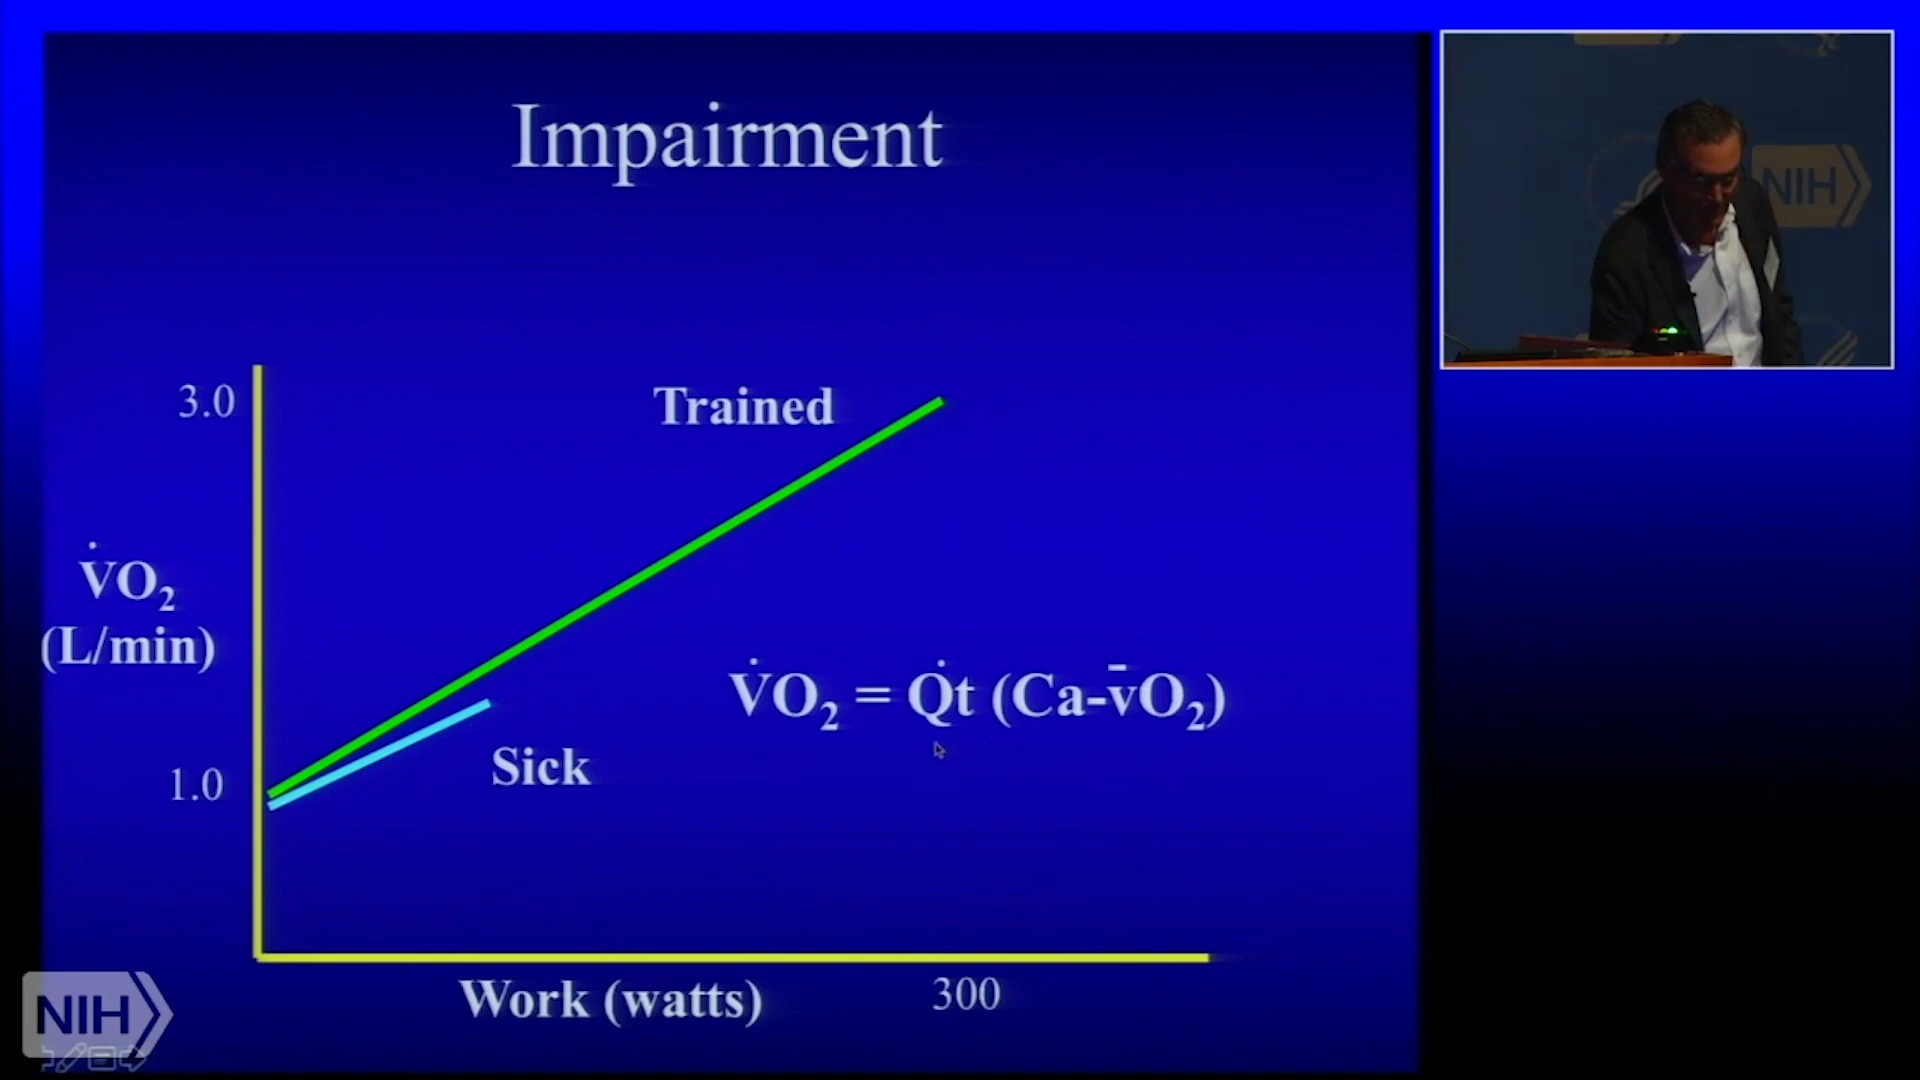 Impairment
3.0
Trained
V̇O₂
(L/min)
V̇O₂ = Q̇t (Ca-v̄O₂)
Sick
1.0
Work (watts)
300
NIH
NIH